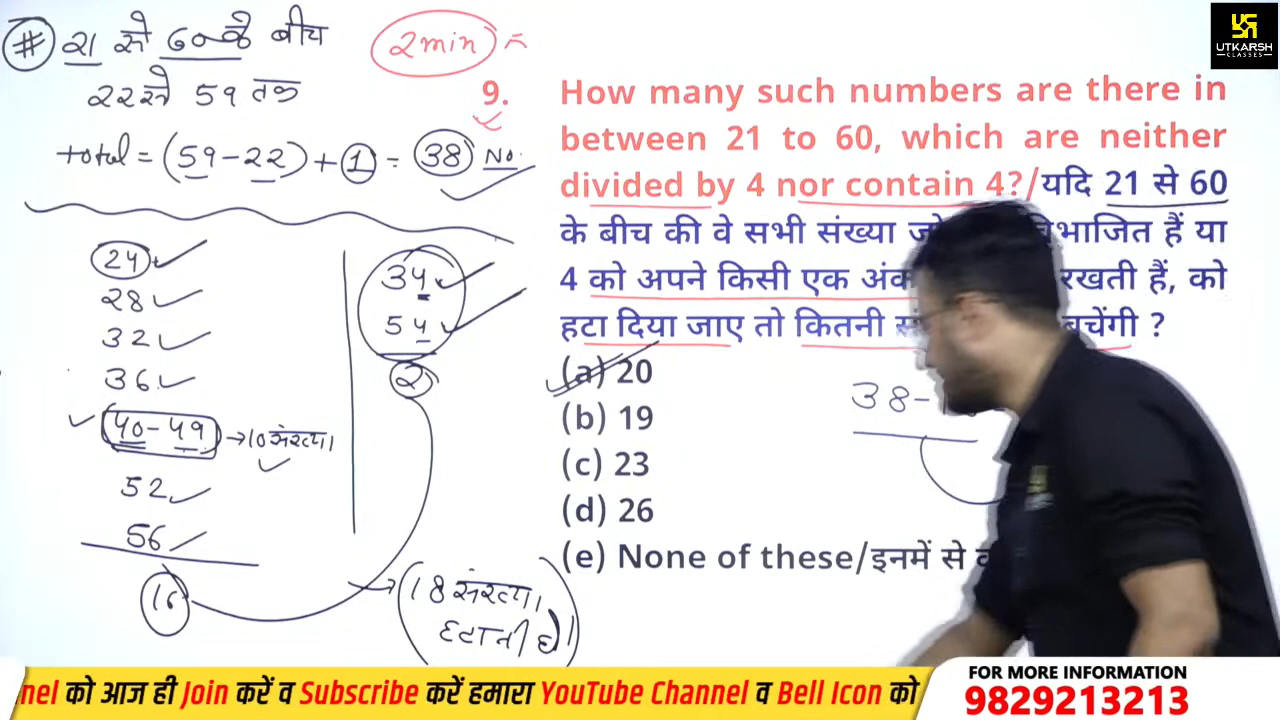 # 21 से 60 के बीच
22 से 59 तक
total = (59-22) + 1 = 38 No.
24
28
32
36
40-49 → 10 संख्या
52
56
16
34
54
2
18 संख्या
हटानी है।
2 min =
9.
How many such numbers are there in
between 21 to 60, which are neither
divided by 4 nor contain 4?/यदि 21 से 60
के बीच की वे सभी संख्या विभाजित हैं या
4 को अपने किसी एक रखती हैं, को
हटा दिया जाए तो कितनी बचेंगी ?
(a) 20
(b) 19
(c) 23
(d) 26
(e) None of these/इनमें से
38-
UTKARSH
CLASSES
nel को आज ही Join करें व Subscribe करें हमारा YouTube Channel व Bell Icon को
FOR MORE INFORMATION
9829213213